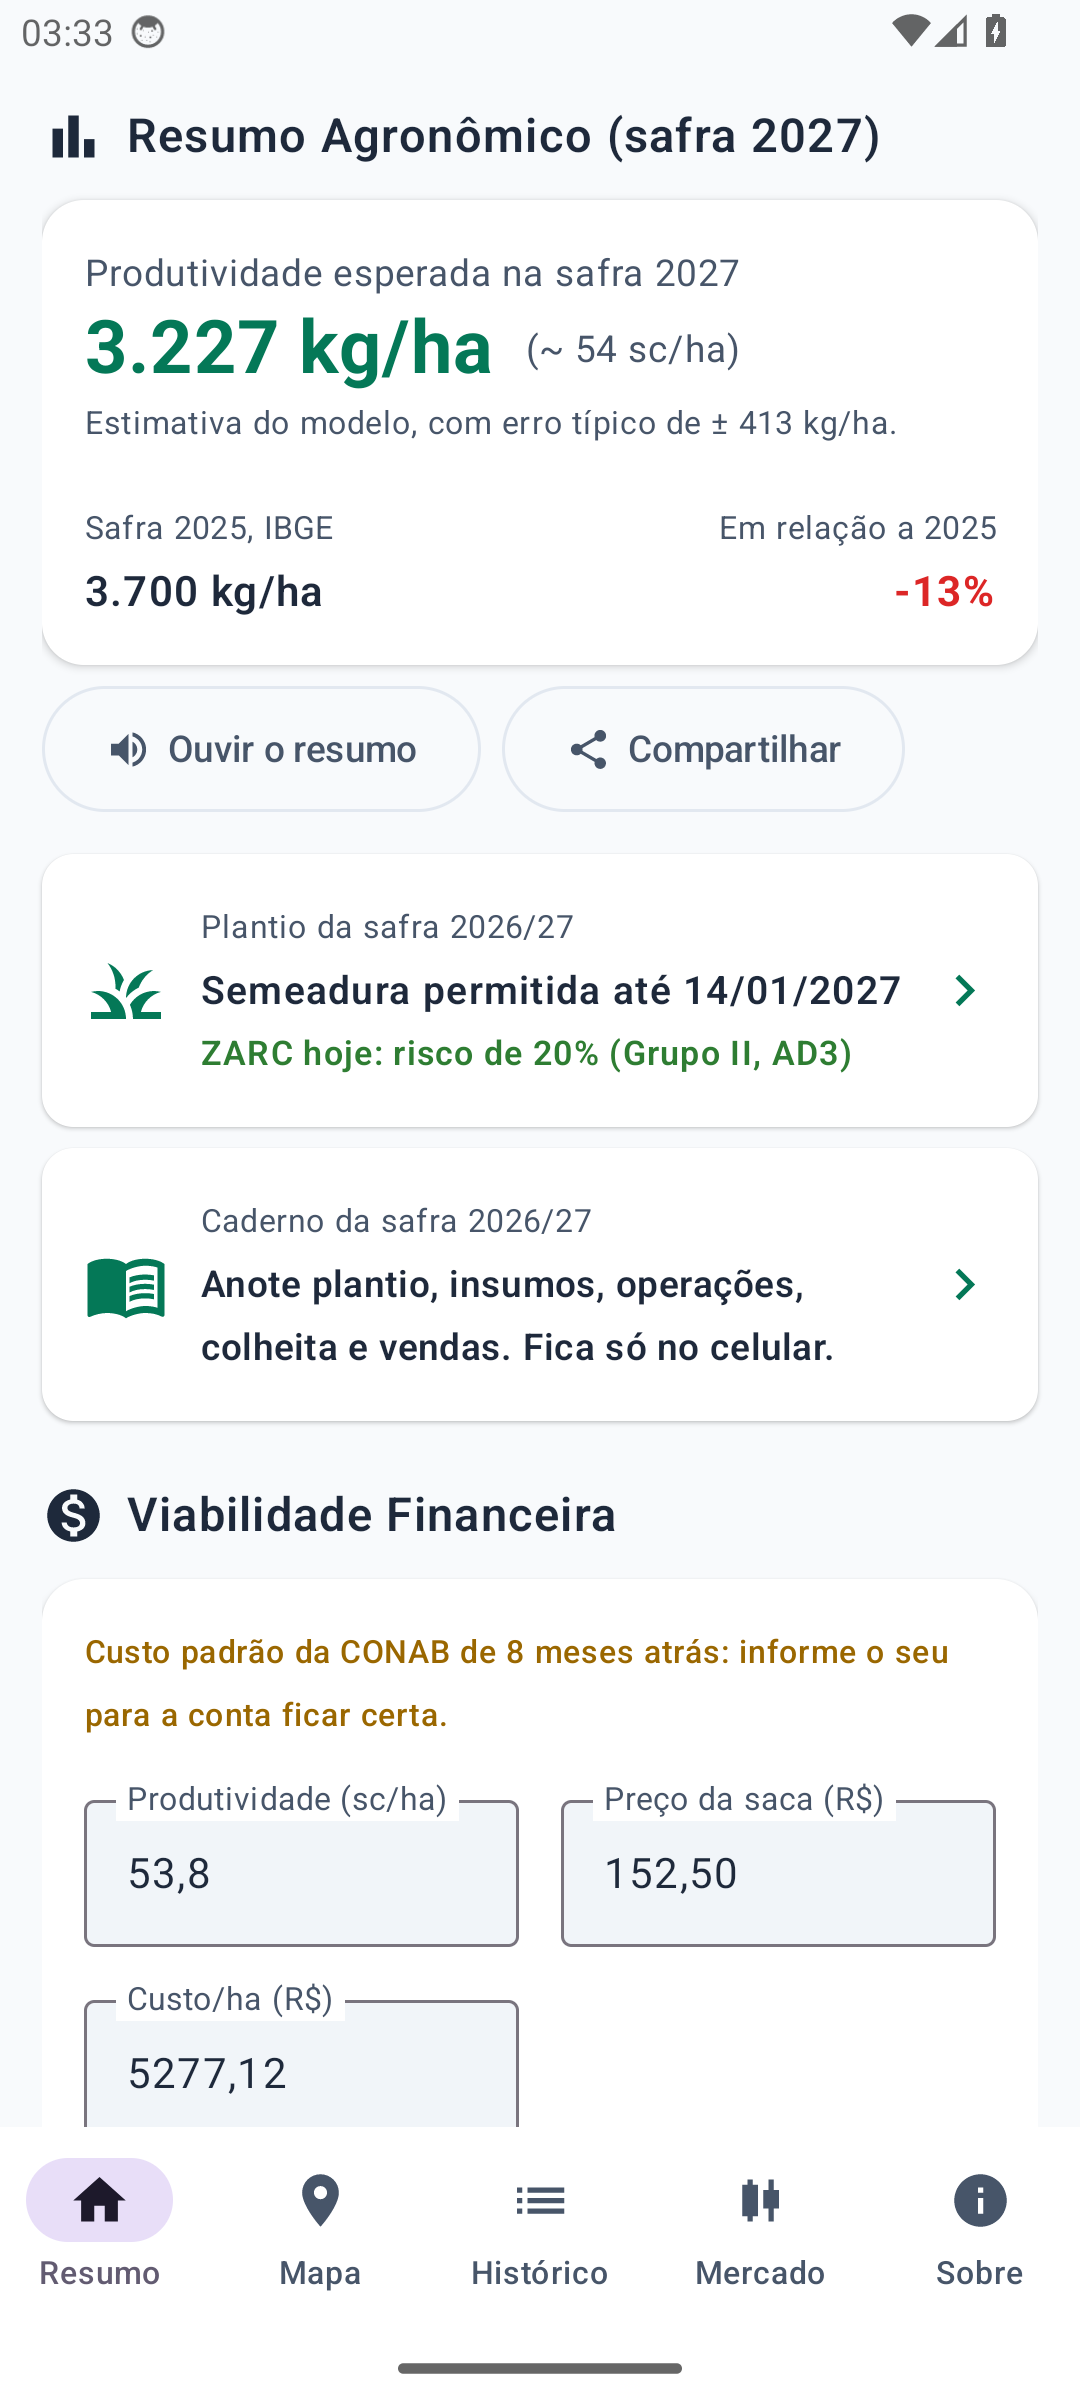 03:33
Resumo Agronômico (safra 2027)
Produtividade esperada na safra 2027
3.227 kg/ha (~ 54 sc/ha)
Estimativa do modelo, com erro típico de ± 413 kg/ha.
Safra 2025, IBGE
Em relação a 2025
3.700 kg/ha
-13%
Ouvir o resumo
Compartilhar
Plantio da safra 2026/27
Semeadura permitida até 14/01/2027
ZARC hoje: risco de 20% (Grupo II, AD3)
Caderno da safra 2026/27
Anote plantio, insumos, operações,
colheita e vendas. Fica só no celular.
Viabilidade Financeira
Custo padrão da CONAB de 8 meses atrás: informe o seu
para a conta ficar certa.
Produtividade (sc/ha)
Preço da saca (R$)
53,8
152,50
Custo/ha (R$)
5277,12
Resumo
Mapa
Histórico
Mercado
Sobre